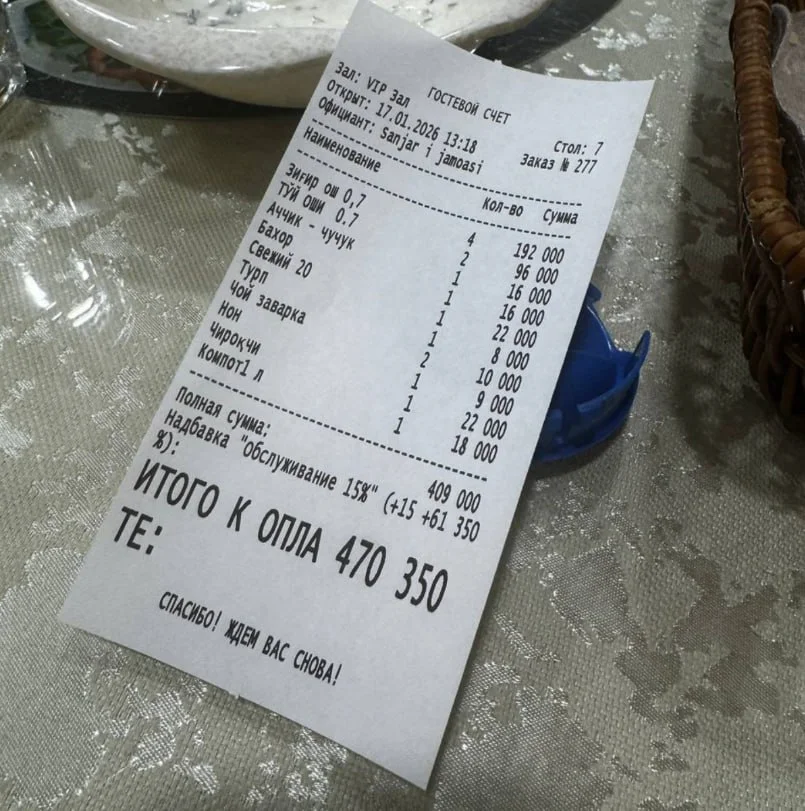 ГОСТЕВОЙ СЧЕТ
Зал: VIP Зал Стол: 7
Открыт: 17.01.2026 13:18 Заказ № 277
Официант: Sanjar i jamoasi
Наименование Кол-во Сумма
Зиғир ош 0,7 4 192 000
Тўй оши 0.7 2 96 000
Аччик - чучук 1 16 000
Бахор 1 16 000
Свежий 20 1 22 000
Турп 1 8 000
Чой заварка 2 10 000
Нон 1 9 000
Чироқчи 1 22 000
Компот1 л 1 18 000
Полная сумма: 409 000
Надбавка "Обслуживание 15%" (+15 +61 350
%):
ИТОГО К ОПЛА 470 350
ТЕ:
СПАСИБО! ЖДЕМ ВАС СНОВА!